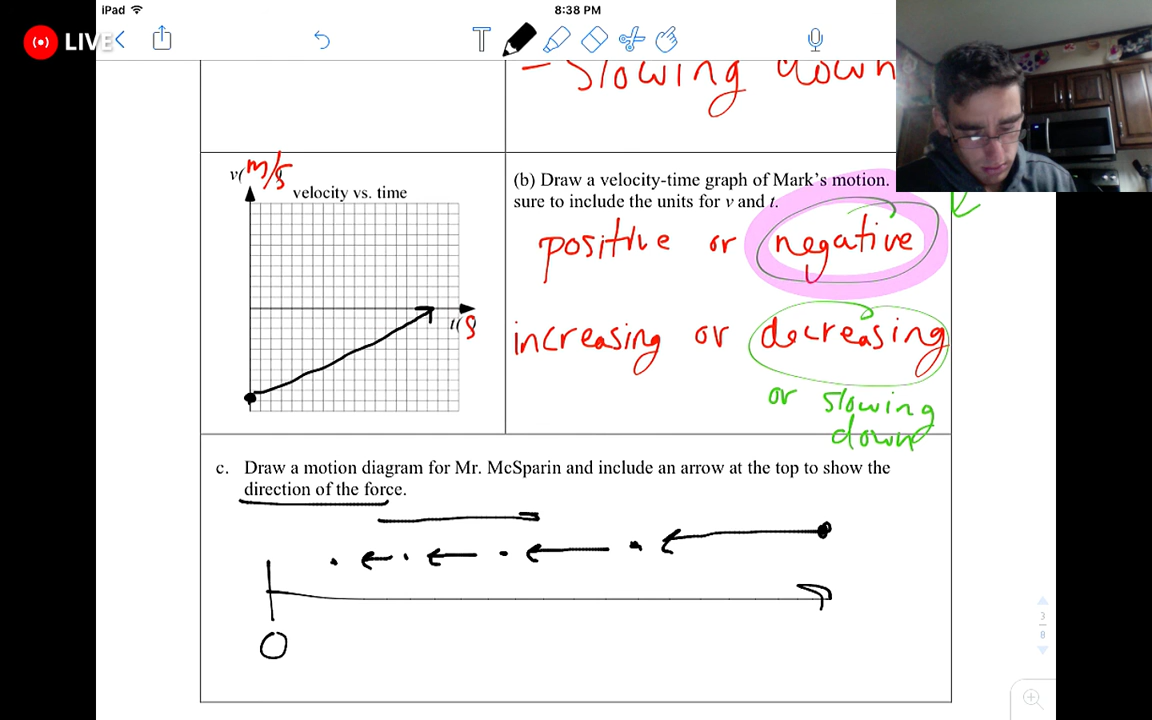 iPad
8:38 PM
LIVE
T
- Slowing down
v(m/s
velocity vs. time
(b) Draw a velocity-time graph of Mark's motion.
sure to include the units for v and t.
positive or negative
increasing or decreasing
or slowing
down
c. Draw a motion diagram for Mr. McSparin and include an arrow at the top to show the
direction of the force.
0
3
8